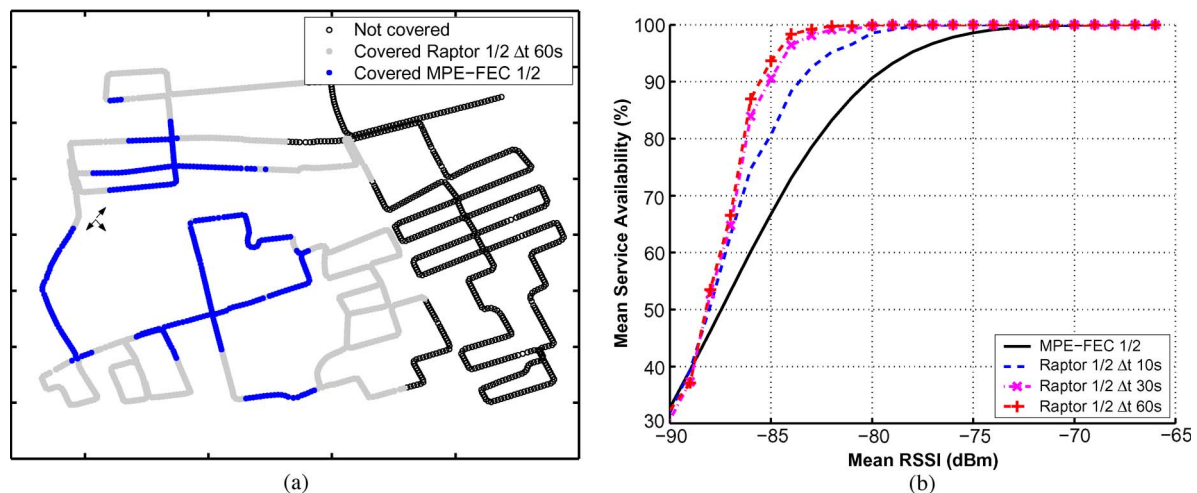 Not covered
Covered Raptor 1/2 Δt 60s
Covered MPE-FEC 1/2
(a)
Mean Service Availability (%)
100
90
80
70
60
50
40
30
−90
−85
−80
−75
−70
−65
Mean RSSI (dBm)
MPE-FEC 1/2
Raptor 1/2 Δt 10s
Raptor 1/2 Δt 30s
Raptor 1/2 Δt 60s
(b)